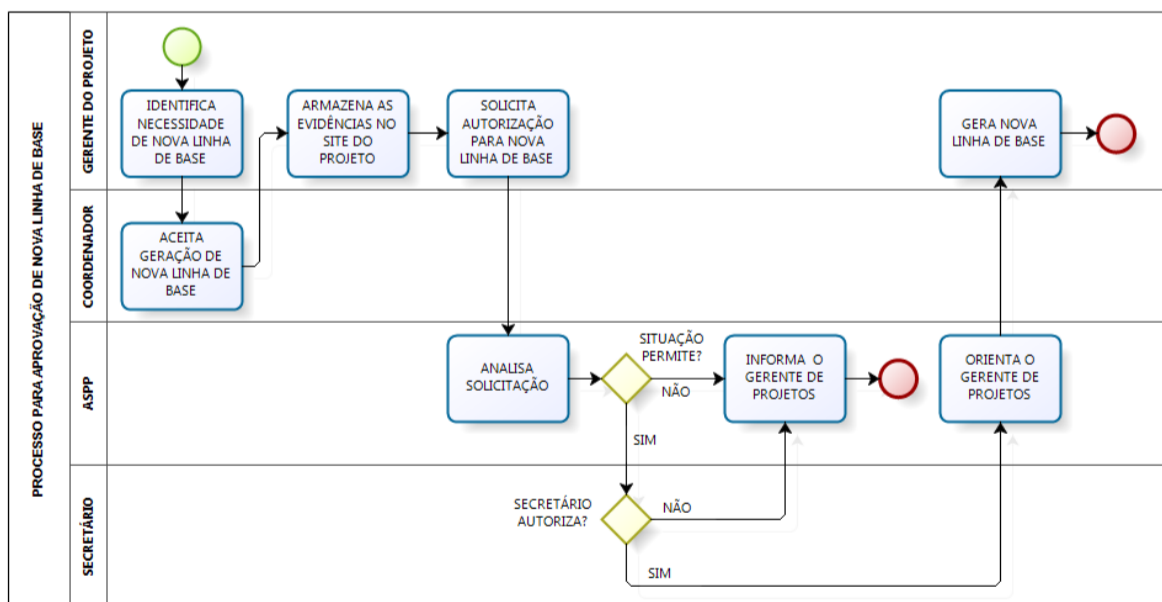 PROCESSO PARA APROVAÇÃO DE NOVA LINHA DE BASE
GERENTE DO PROJETO
IDENTIFICA
NECESSIDADE
DE NOVA LINHA
DE BASE
ARMAZENA AS
EVIDÊNCIAS NO
SITE DO
PROJETO
SOLICITA
AUTORIZAÇÃO
PARA NOVA
LINHA DE BASE
GERA NOVA
LINHA DE BASE
COORDENADOR
ACEITA
GERAÇÃO DE
NOVA LINHA DE
BASE
ASPP
ANALISA
SOLICITAÇÃO
SITUAÇÃO
PERMITE?
NÃO
SIM
INFORMA O
GERENTE DE
PROJETOS
ORIENTA O
GERENTE DE
PROJETOS
SECRETÁRIO
SECRETÁRIO
AUTORIZA?
NÃO
SIM